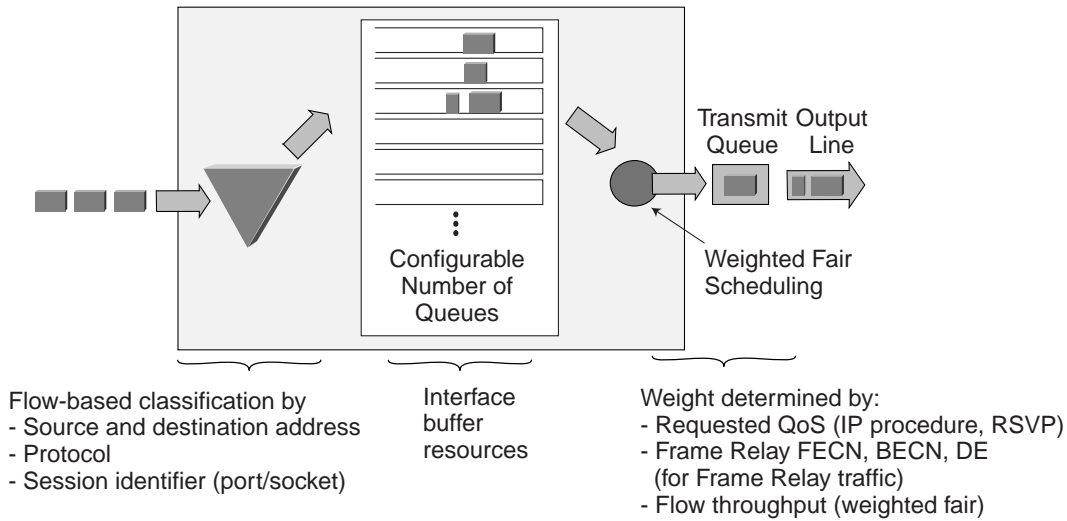 Transmit
Queue
Output
Line
Configurable
Number of
Queues
Weighted Fair
Scheduling
Flow-based classification by
- Source and destination address
- Protocol
- Session identifier (port/socket)
Interface
buffer
resources
Weight determined by:
- Requested QoS (IP procedure, RSVP)
- Frame Relay FECN, BECN, DE
(for Frame Relay traffic)
- Flow throughput (weighted fair)